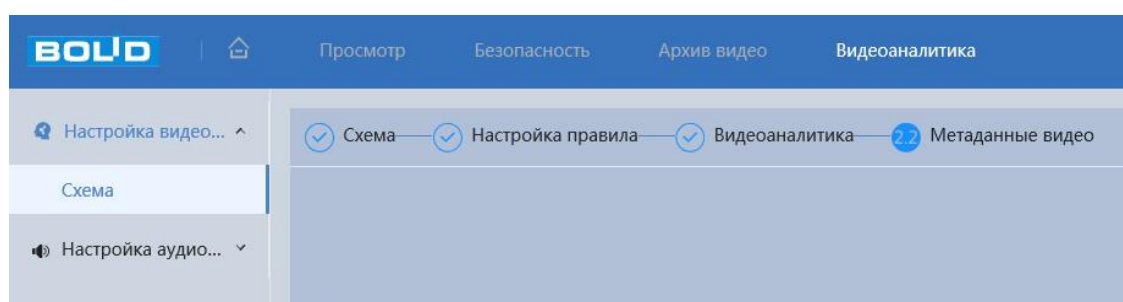 BOLID Просмотр Безопасность Архив видео Видеоаналитика
Настройка видео... Схема Настройка правила Видеоаналитика 2.2 Метаданные видео
Схема
Настройка аудио...